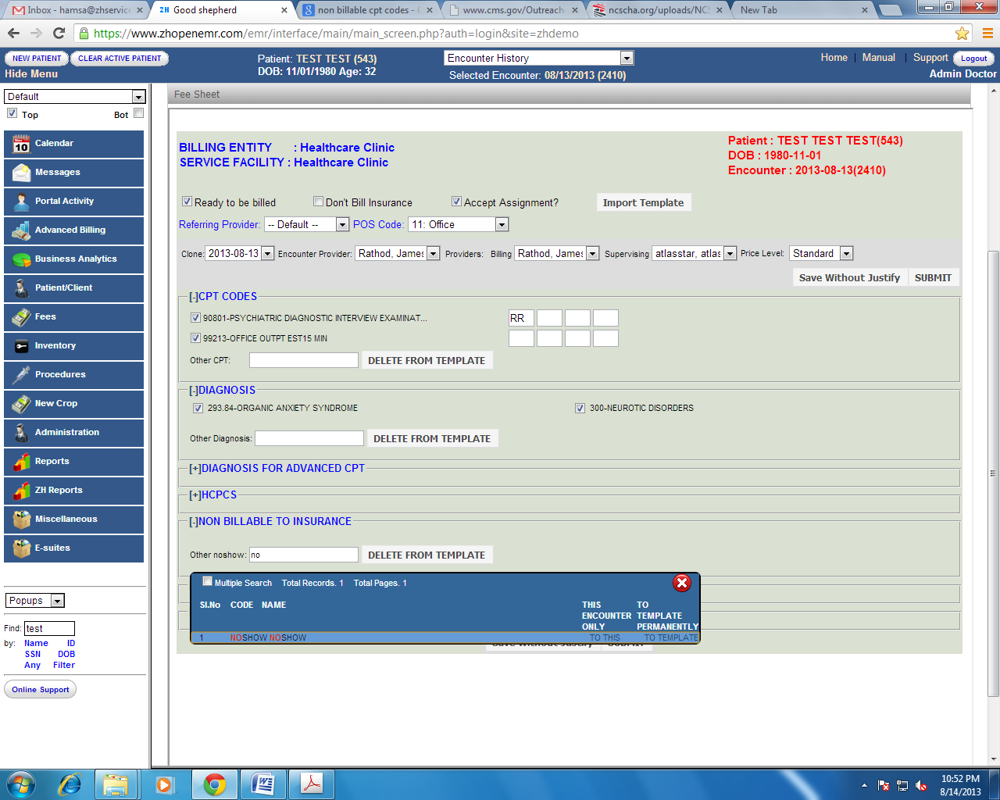 Inbox - hamsa@zhservice
Good shepherd
non billable cpt codes -
www.cms.gov/Outreach
ncscha.org/uploads/NCS
New Tab
https://www.zhopenemr.com/emr/interface/main/main_screen.php?auth=login&site=zhdemo
NEW PATIENT
CLEAR ACTIVE PATIENT
Hide Menu
Patient: TEST TEST (543)
DOB: 11/01/1980 Age: 32
Encounter History
Selected Encounter: 08/13/2013 (2410)
Home | Manual | Support
Logout
Admin Doctor
Default
Top
Bot
Calendar
Messages
Portal Activity
Advanced Billing
Business Analytics
Patient/Client
Fees
Inventory
Procedures
New Crop
Administration
Reports
ZH Reports
Miscellaneous
E-suites
Popups
Find: test
by: Name ID
SSN DOB
Any Filter
Online Support
Fee Sheet
BILLING ENTITY : Healthcare Clinic
SERVICE FACILITY : Healthcare Clinic
Patient : TEST TEST TEST(543)
DOB : 1980-11-01
Encounter : 2013-08-13(2410)
Ready to be billed
Don't Bill Insurance
Accept Assignment?
Import Template
Referring Provider: -- Default --
POS Code: 11: Office
Clone: 2013-08-13 Encounter Provider: Rathod, James Providers: Billing Rathod, James Supervising atlasstar, atlas Price Level: Standard
Save Without Justify
SUBMIT
[-]CPT CODES
90801-PSYCHIATRIC DIAGNOSTIC INTERVIEW EXAMINAT...
RR
99213-OFFICE OUTPT EST15 MIN
Other CPT:
DELETE FROM TEMPLATE
[-]DIAGNOSIS
293.84-ORGANIC ANXIETY SYNDROME
300-NEUROTIC DISORDERS
Other Diagnosis:
DELETE FROM TEMPLATE
[+]DIAGNOSIS FOR ADVANCED CPT
[+]HCPCS
[-]NON BILLABLE TO INSURANCE
Other noshow: no
DELETE FROM TEMPLATE
Multiple Search Total Records. 1 Total Pages. 1
Sl.No CODE NAME
THIS ENCOUNTER ONLY
TO TEMPLATE PERMANENTLY
1 NOSHOW NOSHOW TO THIS TO TEMPLATE
Save Without Justify
SUBMIT
10:52 PM
8/14/2013